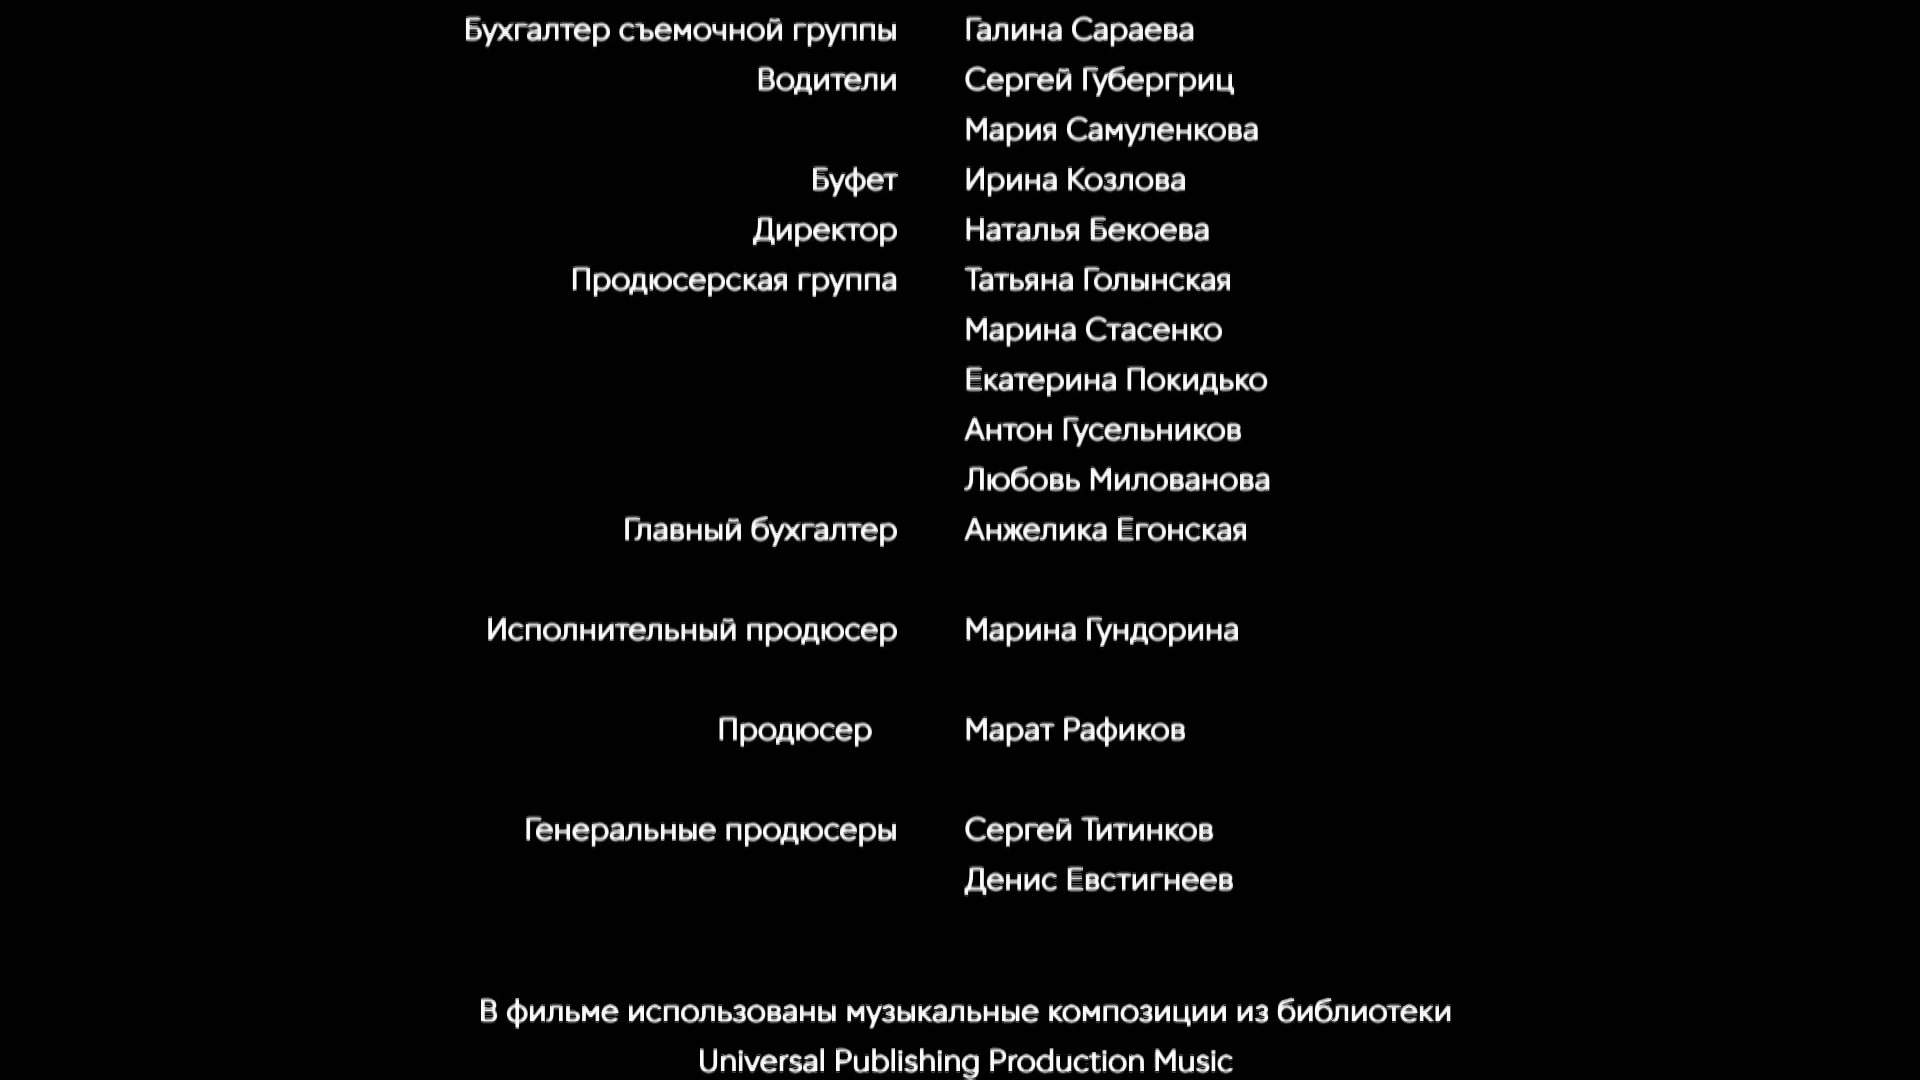 Бухгалтер съемочной группы Галина Сараева
Водители Сергей Губергриц
Мария Самуленкова
Буфет Ирина Козлова
Директор Наталья Бекоева
Продюсерская группа Татьяна Голынская
Марина Стасенко
Екатерина Покидько
Антон Гусельников
Любовь Милованова
Главный бухгалтер Анжелика Егонская
Исполнительный продюсер Марина Гундорина
Продюсер Марат Рафиков
Генеральные продюсеры Сергей Титинков
Денис Евстигнеев
В фильме использованы музыкальные композиции из библиотеки
Universal Publishing Production Music